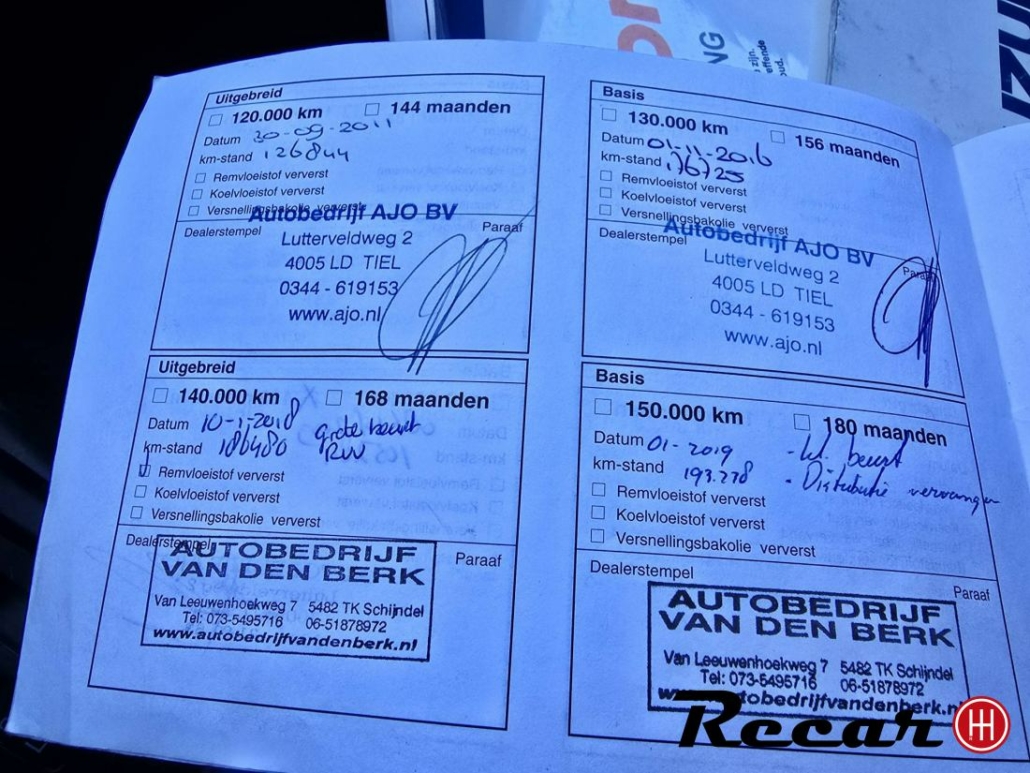 Uitgebreid
120.000 km 144 maanden
Datum 30-09-2011
km-stand 126844
Remvloeistof ververst
Koelvloeistof ververst
Versnellingsbakolie ververst
Dealerstempel Paraaf
Autobedrijf AJO BV
Lutterveldweg 2
4005 LD TIEL
0344 - 619153
www.ajo.nl
Basis
130.000 km 156 maanden
Datum 01-11-2016
km-stand 176725
Remvloeistof ververst
Koelvloeistof ververst
Versnellingsbakolie ververst
Dealerstempel Paraaf
Autobedrijf AJO BV
Lutterveldweg 2
4005 LD TIEL
0344 - 619153
www.ajo.nl
Uitgebreid
140.000 km 168 maanden
Datum 10-1-2018 grote beurt
km-stand 186480 RVV
Remvloeistof ververst
Koelvloeistof ververst
Versnellingsbakolie ververst
Dealerstempel Paraaf
AUTOBEDRIJF
VAN DEN BERK
Van Leeuwenhoekweg 7 5482 TK Schijndel
Tel: 073-5495716 06-51878972
www.autobedrijfvandenberk.nl
Basis
150.000 km 180 maanden
Datum 01-2019 - kl. beurt
km-stand 193.278 - Distributie vervangen
Remvloeistof ververst
Koelvloeistof ververst
Versnellingsbakolie ververst
Dealerstempel Paraaf
AUTOBEDRIJF
VAN DEN BERK
Van Leeuwenhoekweg 7 5482 TK Schijndel
Tel: 073-5495716 06-51878972
www.autobedrijfvandenberk.nl
Recar